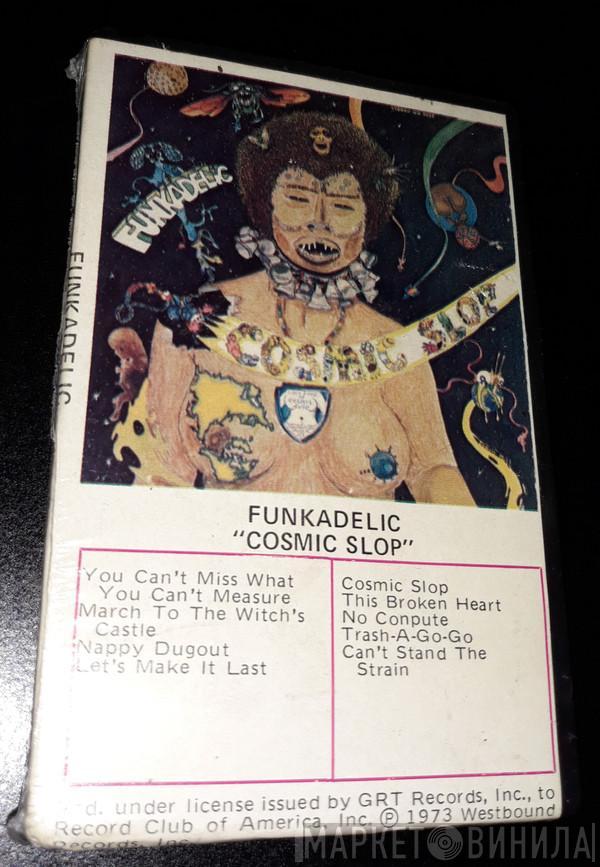 FUNKADELIC
COSMIC SLOP
FUNKADELIC
FUNKADELIC
"COSMIC SLOP"
You Can't Miss What
You Can't Measure
March To The Witch's
Castle
Nappy Dugout
Let's Make It Last
Cosmic Slop
This Broken Heart
No Conpute
Trash-A-Go-Go
Can't Stand The
Strain
under license issued by GRT Records, Inc., to
Record Club of America, Inc. Ⓟ 1973 Westbound
Records, Inc.
МАРКЕТ ВИНИЛА